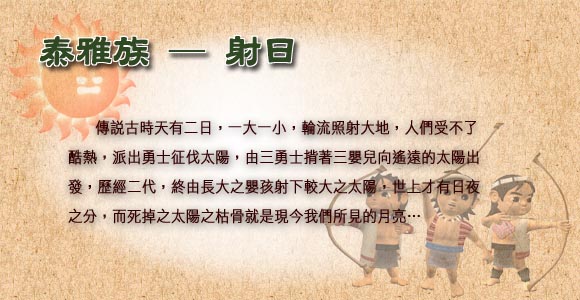 泰雅族 — 射日
傳說古時天有二日，一大一小，輪流照射大地，人們受不了
酷熱，派出勇士征伐太陽，由三勇士揹著三嬰兒向遙遠的太陽出
發，歷經二代，終由長大之嬰孩射下較大之太陽，世上才有日夜
之分，而死掉之太陽之枯骨就是現今我們所見的月亮…